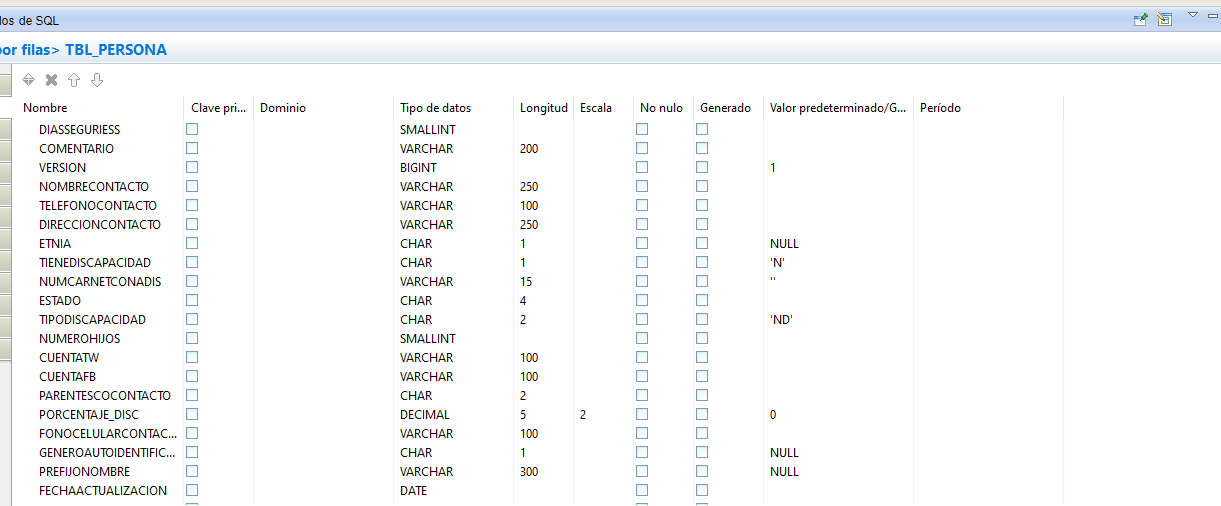 los de SQL
por filas> TBL_PERSONA
Nombre Clave pri... Dominio Tipo de datos Longitud Escala No nulo Generado Valor predeterminado/G... Período
DIASSEGURIESS SMALLINT
COMENTARIO VARCHAR 200
VERSION BIGINT 1
NOMBRECONTACTO VARCHAR 250
TELEFONOCONTACTO VARCHAR 100
DIRECCIONCONTACTO VARCHAR 250
ETNIA CHAR 1 NULL
TIENEDISCAPACIDAD CHAR 1 'N'
NUMCARNETCONADIS VARCHAR 15 ''
ESTADO CHAR 4
TIPODISCAPACIDAD CHAR 2 'ND'
NUMEROHIJOS SMALLINT
CUENTATW VARCHAR 100
CUENTAFB VARCHAR 100
PARENTESCOCONTACTO CHAR 2
PORCENTAJE_DISC DECIMAL 5 2 0
FONOCELULARCONTAC... VARCHAR 100
GENEROAUTOIDENTIFIC... CHAR 1 NULL
PREFIJONOMBRE VARCHAR 300 NULL
FECHAACTUALIZACION DATE